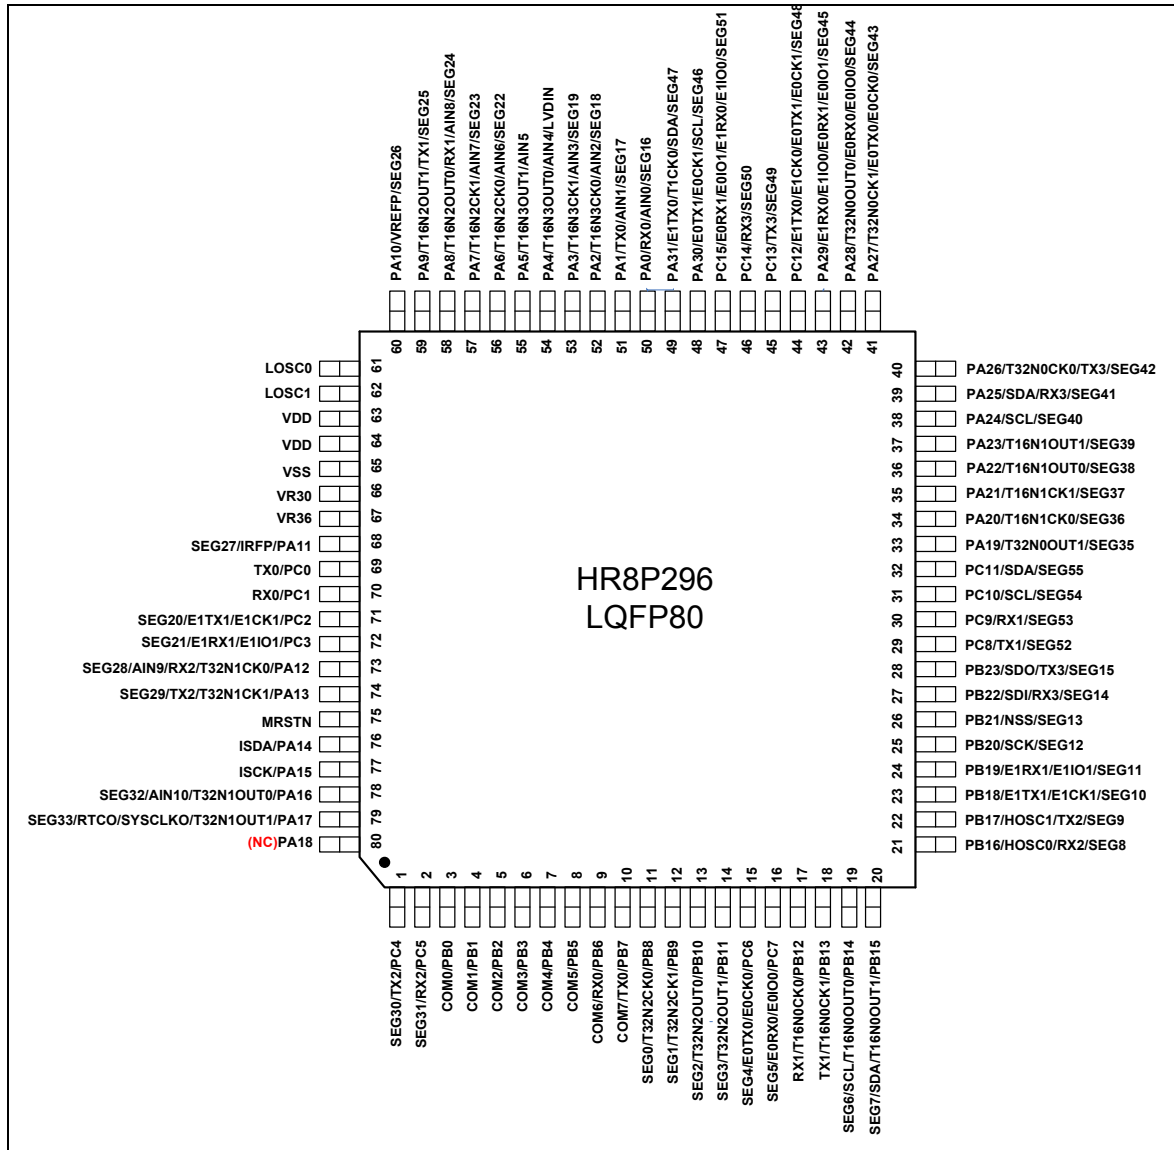 PA10/VREFP/SEG26
PA9/T16N2OUT1/TX1/SEG25
PA8/T16N2OUT0/RX1/AIN8/SEG24
PA7/T16N2CK1/AIN7/SEG23
PA6/T16N2CK0/AIN6/SEG22
PA5/T16N3OUT1/AIN5
PA4/T16N3OUT0/AIN4/LVDIN
PA3/T16N3CK1/AIN3/SEG19
PA2/T16N3CK0/AIN2/SEG18
PA1/TX0/AIN1/SEG17
PA0/RX0/AIN0/SEG16
PA31/E1TX0/T1CK0/SDA/SEG47
PA30/E0TX1/E0CK1/SCL/SEG46
PC15/E0RX1/E0IO1/E1RX0/E1IO0/SEG51
PC14/RX3/SEG50
PC13/TX3/SEG49
PC12/E1TX0/E1CK0/E0TX1/E0CK1/SEG48
PA29/E1RX0/E1IO0/E0RX1/E0IO1/SEG45
PA28/T32N0OUT0/E0RX0/E0IO0/SEG44
PA27/T32N0CK1/E0TX0/E0CK0/SEG43
60
59
58
57
56
55
54
53
52
51
50
49
48
47
46
45
44
43
42
41
LOSC0 61
LOSC1 62
VDD 63
VDD 64
VSS 65
VR30 66
VR36 67
SEG27/IRFP/PA11 68
TX0/PC0 69
RX0/PC1 70
SEG20/E1TX1/E1CK1/PC2 71
SEG21/E1RX1/E1IO1/PC3 72
SEG28/AIN9/RX2/T32N1CK0/PA12 73
SEG29/TX2/T32N1CK1/PA13 74
MRSTN 75
ISDA/PA14 76
ISCK/PA15 77
SEG32/AIN10/T32N1OUT0/PA16 78
SEG33/RTCO/SYSCLKO/T32N1OUT1/PA17 79
(NC)PA18 80
HR8P296
LQFP80
40 PA26/T32N0CK0/TX3/SEG42
39 PA25/SDA/RX3/SEG41
38 PA24/SCL/SEG40
37 PA23/T16N1OUT1/SEG39
36 PA22/T16N1OUT0/SEG38
35 PA21/T16N1CK1/SEG37
34 PA20/T16N1CK0/SEG36
33 PA19/T32N0OUT1/SEG35
32 PC11/SDA/SEG55
31 PC10/SCL/SEG54
30 PC9/RX1/SEG53
29 PC8/TX1/SEG52
28 PB23/SDO/TX3/SEG15
27 PB22/SDI/RX3/SEG14
26 PB21/NSS/SEG13
25 PB20/SCK/SEG12
24 PB19/E1RX1/E1IO1/SEG11
23 PB18/E1TX1/E1CK1/SEG10
22 PB17/HOSC1/TX2/SEG9
21 PB16/HOSC0/RX2/SEG8
1
2
3
4
5
6
7
8
9
10
11
12
13
14
15
16
17
18
19
20
SEG30/TX2/PC4
SEG31/RX2/PC5
COM0/PB0
COM1/PB1
COM2/PB2
COM3/PB3
COM4/PB4
COM5/PB5
COM6/RX0/PB6
COM7/TX0/PB7
SEG0/T32N2CK0/PB8
SEG1/T32N2CK1/PB9
SEG2/T32N2OUT0/PB10
SEG3/T32N2OUT1/PB11
SEG4/E0TX0/E0CK0/PC6
SEG5/E0RX0/E0IO0/PC7
RX1/T16N0CK0/PB12
TX1/T16N0CK1/PB13
SEG6/SCL/T16N0OUT0/PB14
SEG7/SDA/T16N0OUT1/PB15